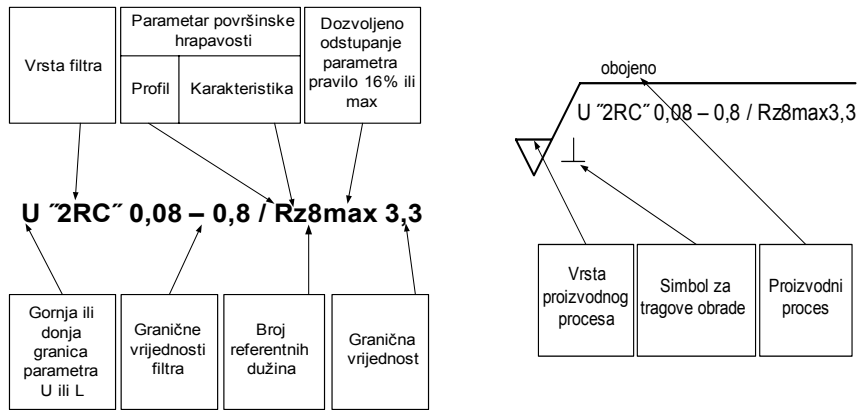 Vrsta filtra
Parametar površinske
hrapavosti
Profil
Karakteristika
Dozvoljeno
odstupanje
parametra
pravilo 16% ili
max
U ˝2RC˝ 0,08 – 0,8 / Rz8max 3,3
Gornja ili
donja
granica
parametra
U ili L
Granične
vrijednosti
filtra
Broj
referentnih
dužina
Granična
vrijednost
obojeno
U ˝2RC˝ 0,08 – 0,8 / Rz8max3,3
Vrsta
proizvodnog
procesa
Simbol za
tragove obrade
Proizvodni
proces